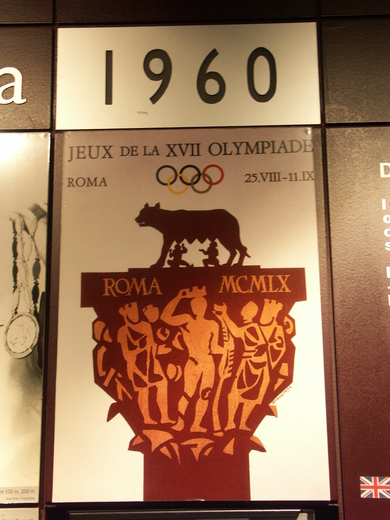 a
1960
JEUX DE LA XVII OLYMPIADE
ROMA 25.VIII-11.IX
ROMA MCMLX